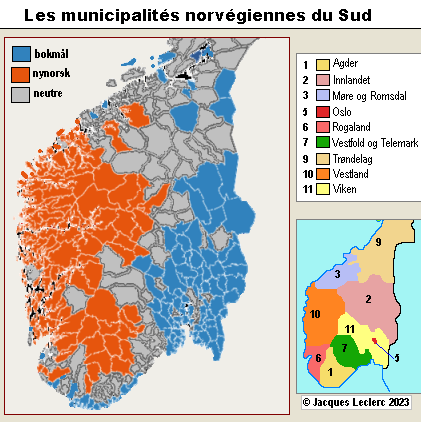 Les municipalités norvégiennes du Sud
bokmål
nynorsk
neutre
1 Agder
2 Innlandet
3 Møre og Romsdal
5 Oslo
6 Rogaland
7 Vestfold og Telemark
9 Trøndelag
10 Vestland
11 Viken
9
3
2
10
11
7
6
1
5
© Jacques Leclerc 2023